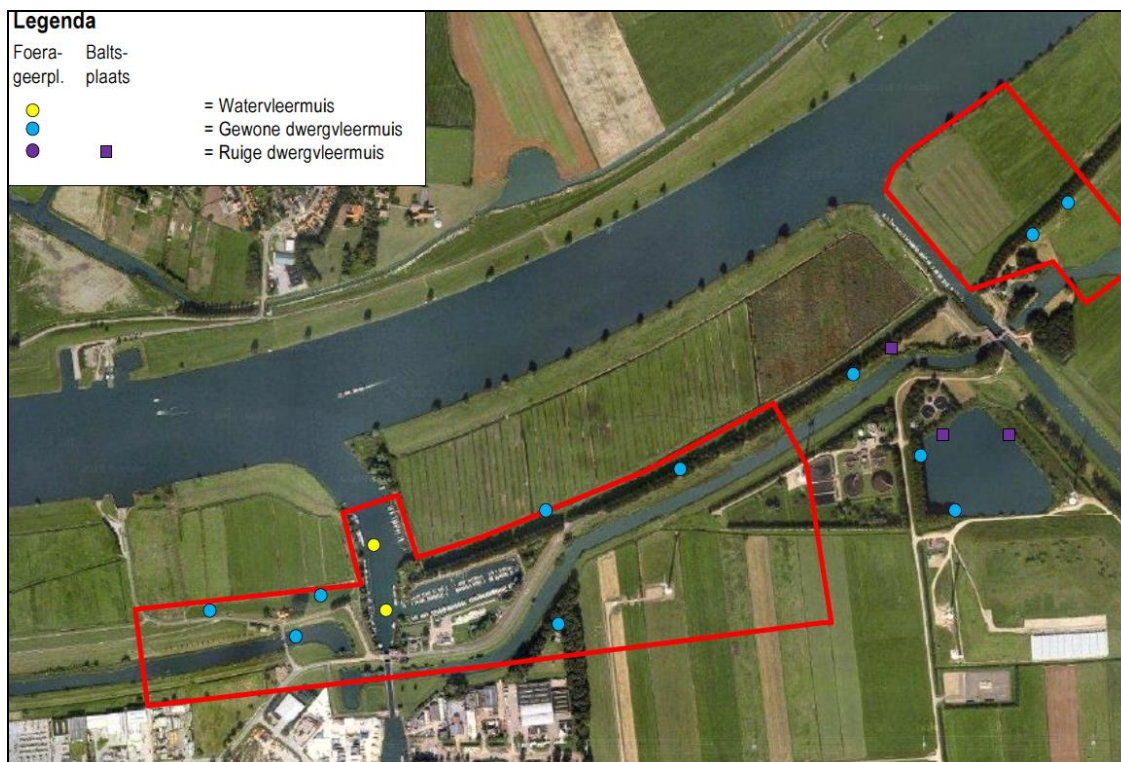 Legenda
Foera- Balts-
geerpl. plaats
= Watervleermuis
= Gewone dwergvleermuis
= Ruige dwergvleermuis